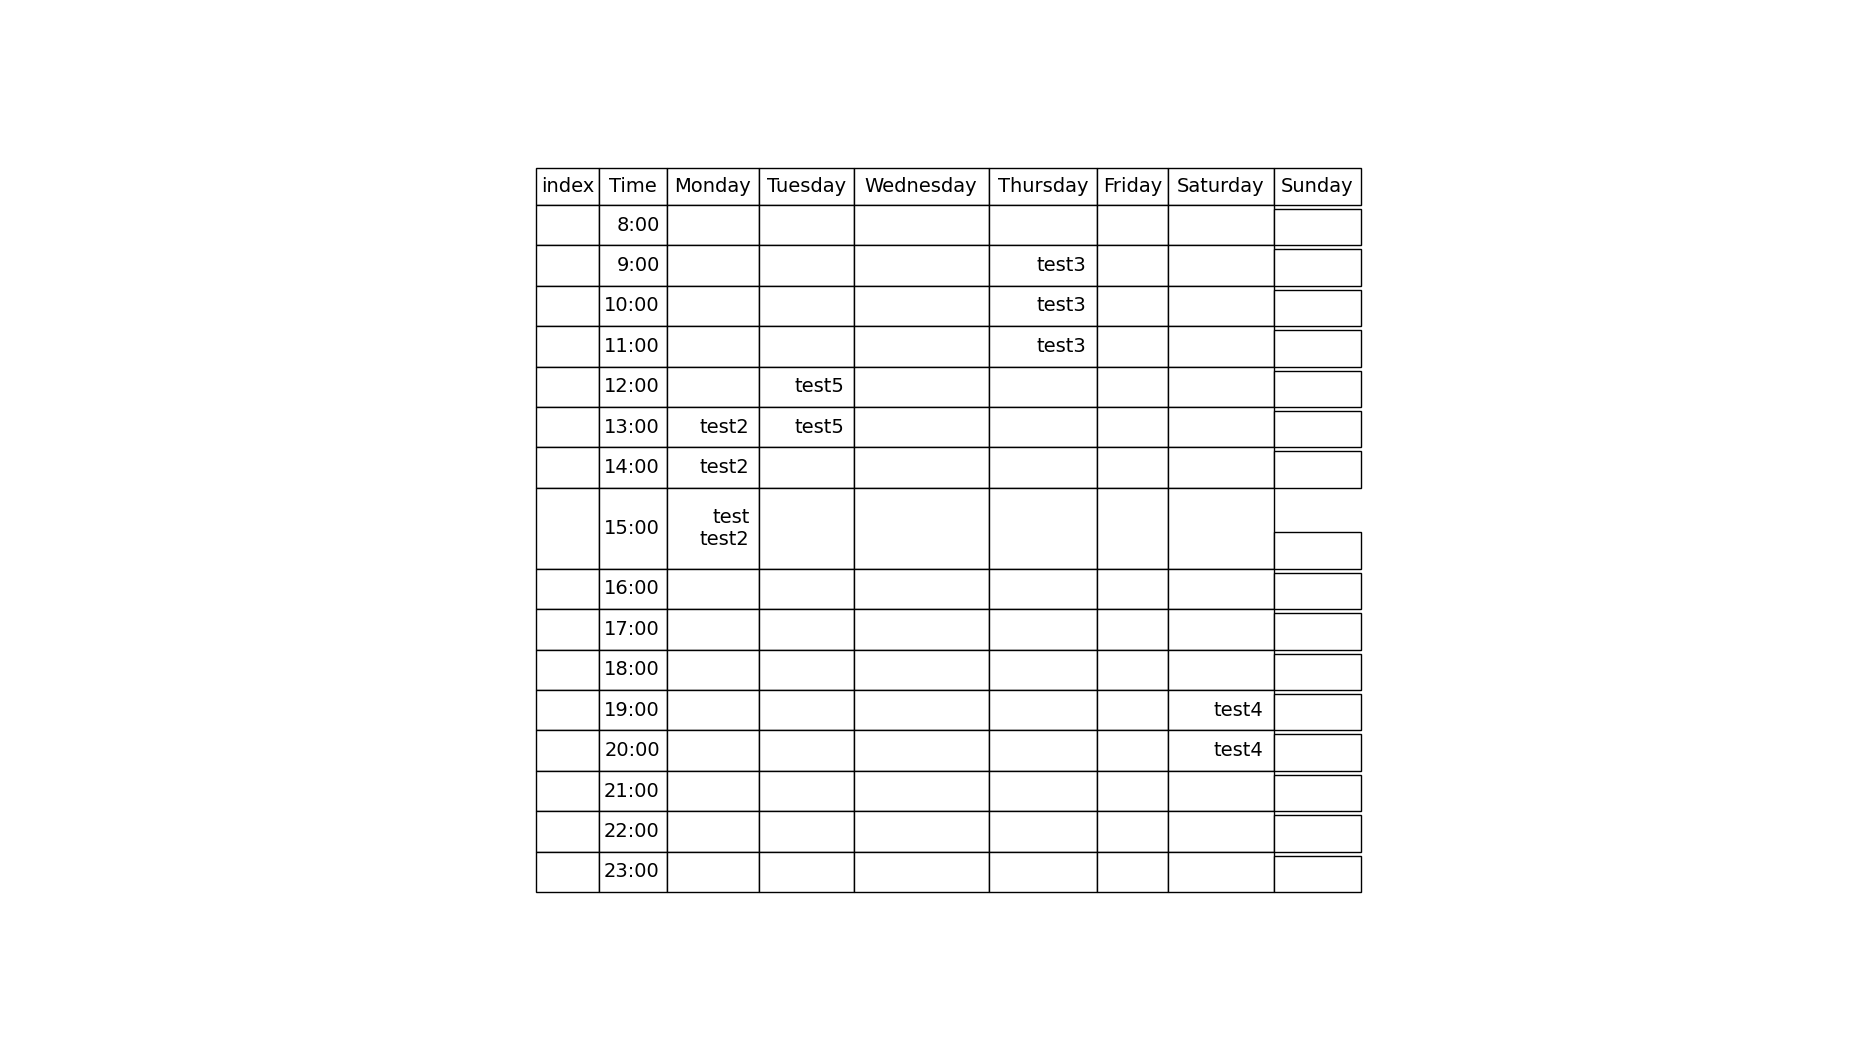 index Time Monday Tuesday Wednesday Thursday Friday Saturday Sunday
8:00
9:00 test3
10:00 test3
11:00 test3
12:00 test5
13:00 test2 test5
14:00 test2
15:00 test
test2
16:00
17:00
18:00
19:00 test4
20:00 test4
21:00
22:00
23:00